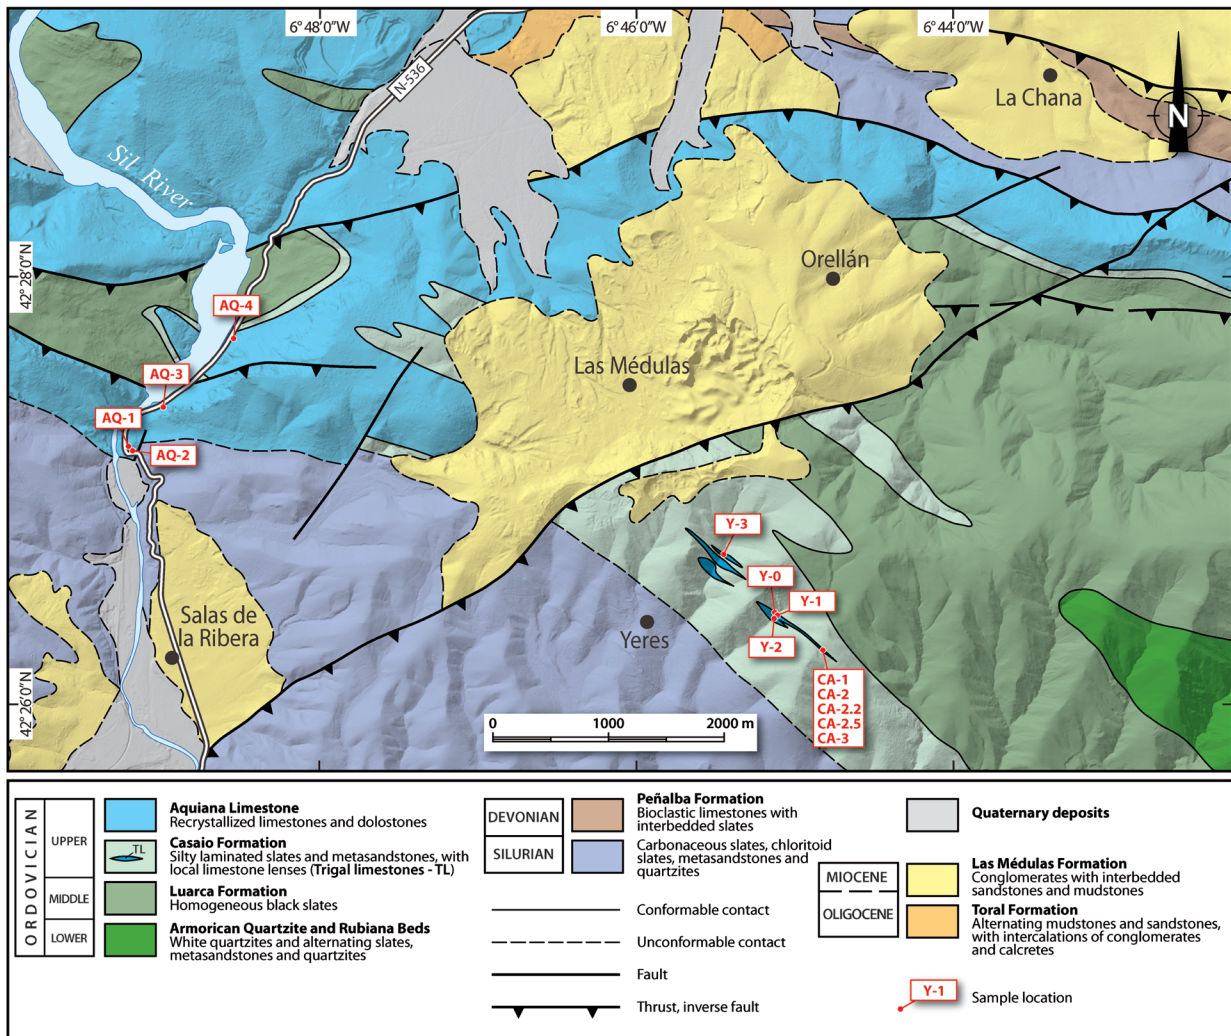 6° 48' 0"W
6° 46' 0"W
6° 44' 0"W
N-536
La Chana
N
Sil River
42° 28' 0"N
Orellán
AQ-4
Las Médulas
AQ-3
AQ-1
AQ-2
Y-3
Y-0
Y-1
Y-2
Salas de
la Ribera
Yeres
42° 26' 0"N
CA-1
CA-2
CA-2.2
CA-2.5
CA-3
0 1000 2000 m
ORDOVICIAN
UPPER
MIDDLE
LOWER
Aquiana Limestone
Recrystallized limestones and dolostones
TL
Casaio Formation
Silty laminated slates and metasandstones, with
local limestone lenses (Trigal limestones - TL)
Luarca Formation
Homogeneous black slates
Armorican Quartzite and Rubiana Beds
White quartzites and alternating slates,
metasandstones and quartzites
DEVONIAN
SILURIAN
Peñalba Formation
Bioclastic limestones with
interbedded slates
Carbonaceous slates, chloritoid
slates, metasandstones and
quartzites
Conformable contact
Unconformable contact
Fault
Thrust, inverse fault
Quaternary deposits
MIOCENE
OLIGOCENE
Las Médulas Formation
Conglomerates with interbedded
sandstones and mudstones
Toral Formation
Alternating mudstones and sandstones,
with intercalations of conglomerates
and calcretes
Y-1
Sample location